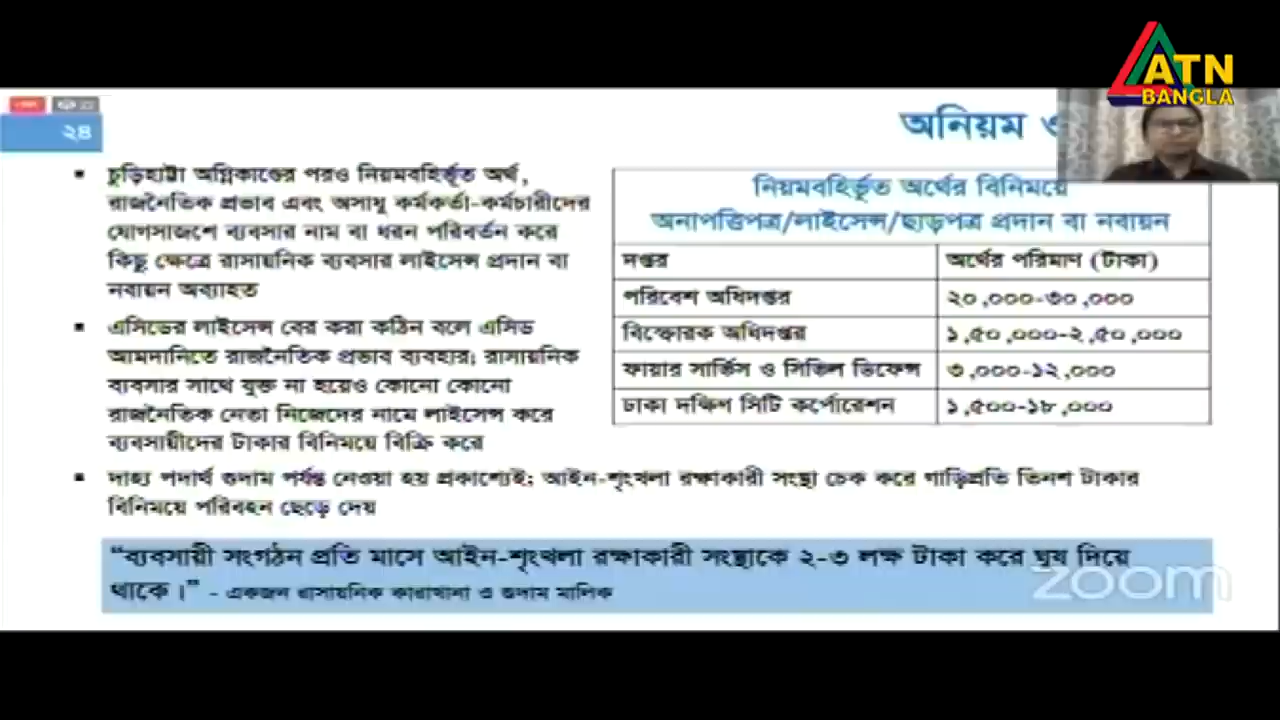 ATN
BANGLA
২৪
অনিয়ম ও
চুড়িহাট্টা অগ্নিকাণ্ডের পরও নিয়মবহির্ভূত অর্থ,
রাজনৈতিক প্রভাব এবং অসাধু কর্মকর্তা-কর্মচারীদের
যোগসাজশে ব্যবসার নাম বা ধরন পরিবর্তন করে
কিছু ক্ষেত্রে রাসায়নিক ব্যবসার লাইসেন্স প্রদান বা
নবায়ন অব্যাহত
এসিডের লাইসেন্স বের করা কঠিন বলে এসিড
আমদানিতে রাজনৈতিক প্রভাব ব্যবহার; রাসায়নিক
ব্যবসার সাথে যুক্ত না হয়েও কোনো কোনো
রাজনৈতিক নেতা নিজেদের নামে লাইসেন্স করে
ব্যবসায়ীদের টাকার বিনিময়ে বিক্রি করে
নিয়মবহির্ভূত অর্থের বিনিময়ে
অনাপত্তিপত্র/লাইসেন্স/ছাড়পত্র প্রদান বা নবায়ন
দপ্তর অর্থের পরিমাণ (টাকা)
পরিবেশ অধিদপ্তর ২০,০০০-৩০,০০০
বিস্ফোরক অধিদপ্তর ১,৫০,০০০-২,৫০,০০০
ফায়ার সার্ভিস ও সিভিল ডিফেন্স ৩,০০০-১২,০০০
ঢাকা দক্ষিণ সিটি কর্পোরেশন ১,৫০০-১৮,০০০
দাহ্য পদার্থ গুদাম পর্যন্ত নেওয়া হয় প্রকাশ্যেই; আইন-শৃংখলা রক্ষাকারী সংস্থা চেক করে গাড়িপ্রতি তিনশ টাকার
বিনিময়ে পরিবহন ছেড়ে দেয়
“ব্যবসায়ী সংগঠন প্রতি মাসে আইন-শৃংখলা রক্ষাকারী সংস্থাকে ২-৩ লক্ষ টাকা করে ঘুষ দিয়ে
থাকে।” - একজন রাসায়নিক কারাখানা ও গুদাম মালিক
zoom